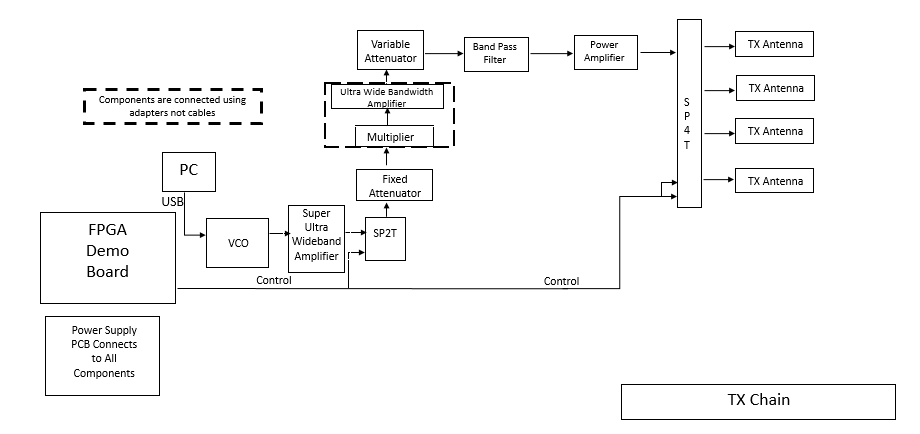 Variable
Attenuator
Band Pass
Filter
Power
Amplifier
TX Antenna
TX Antenna
TX Antenna
TX Antenna
S
P
4
T
Components are connected using
adapters not cables
Ultra Wide Bandwidth
Amplifier
Multiplier
PC
USB
Fixed
Attenuator
FPGA
Demo
Board
VCO
Super
Ultra
Wideband
Amplifier
SP2T
Control
Control
Power Supply
PCB Connects
to All
Components
TX Chain